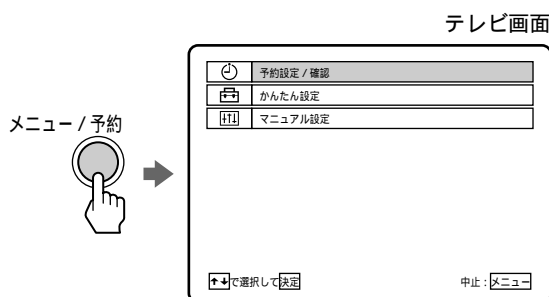 テレビ画面
予約設定 / 確認
かんたん設定
マニュアル設定
メニュー / 予約
↑↓で選択して決定
中止 : メニュー